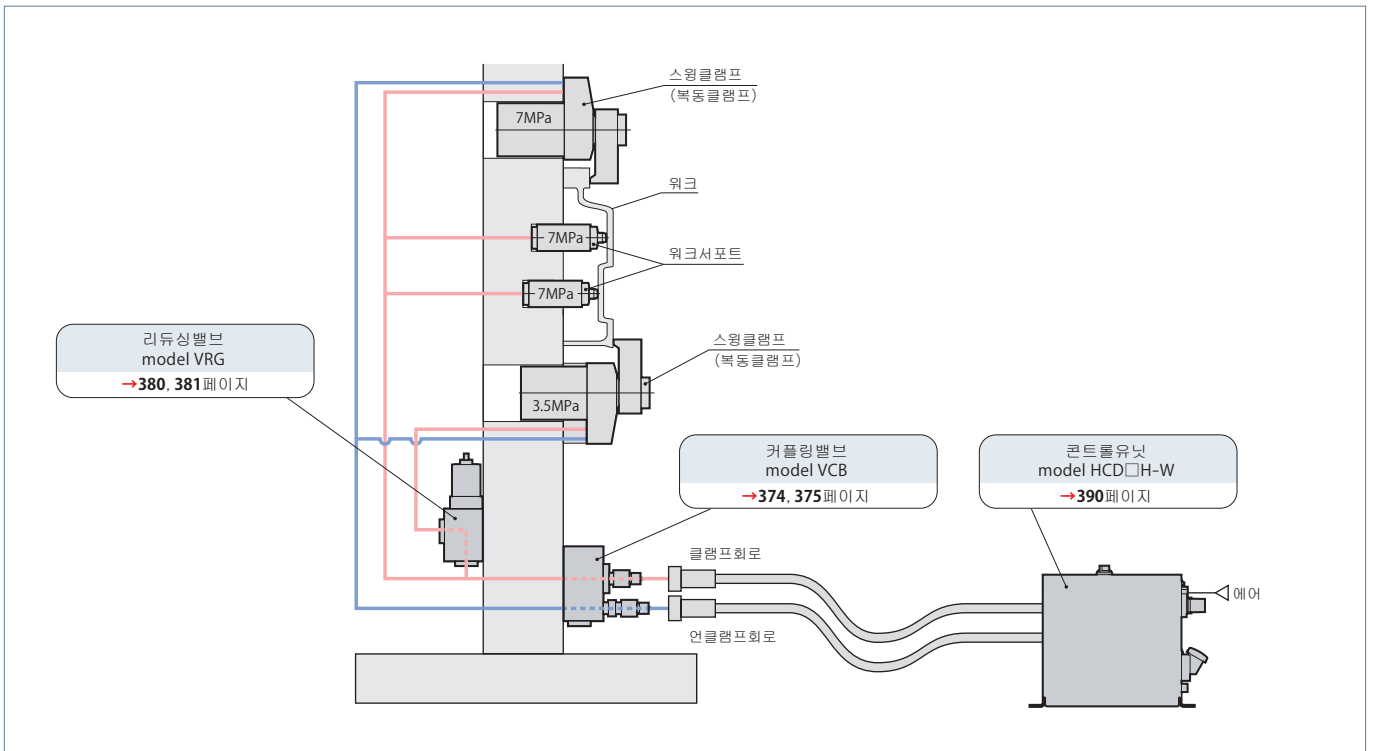 스윙클램프
(복동클램프)
7MPa
워크
7MPa
워크서포트
7MPa
스윙클램프
(복동클램프)
3.5MPa
리듀싱밸브
model VRG
→380, 381페이지
커플링밸브
model VCB
→374, 375페이지
콘트롤유닛
model HCD□H-W
→390페이지
클램프회로
에어
언클램프회로